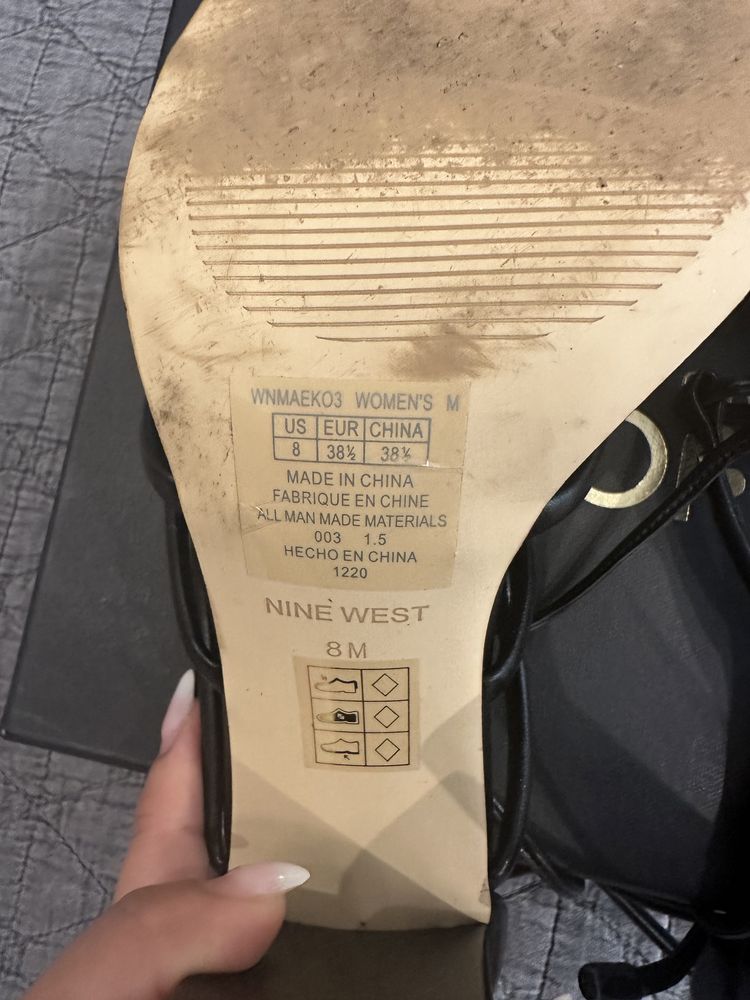 WNMAEKO3 WOMEN'S M
US EUR CHINA
8 38½ 38½
MADE IN CHINA
FABRIQUE EN CHINE
ALL MAN MADE MATERIALS
003 1.5
HECHO EN CHINA
1220
NINE WEST
8 M